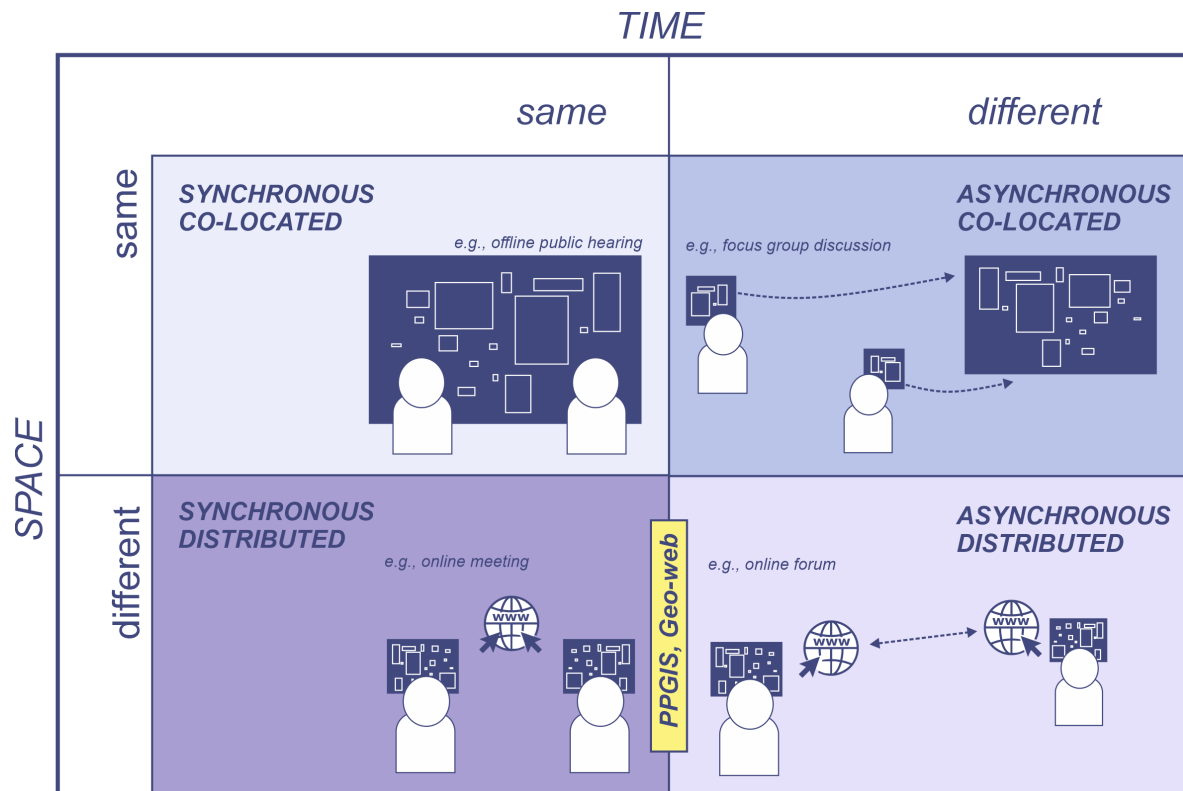 TIME
same
different
SPACE
same
different
SYNCHRONOUS
CO-LOCATED
e.g., offline public hearing
ASYNCHRONOUS
CO-LOCATED
e.g., focus group discussion
SYNCHRONOUS
DISTRIBUTED
e.g., online meeting
www
PPGIS, Geo-web
ASYNCHRONOUS
DISTRIBUTED
e.g., online forum
www
www